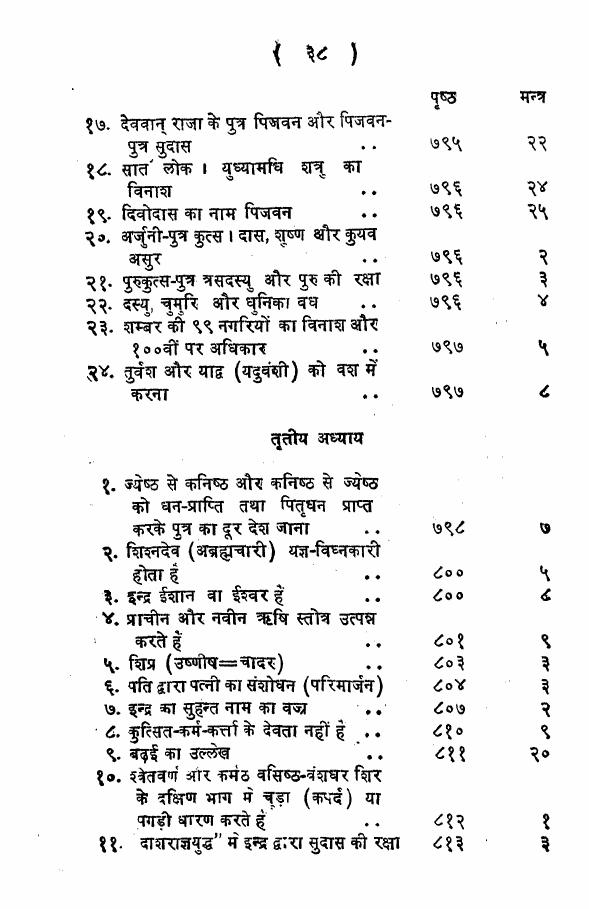 ( ३८ )
पृष्ठ मन्त्र
१७. देववान् राजा के पुत्र पिजवन और पिजवन-
पुत्र सुदास .. ७९५ २२
१८. सात लोक । युध्यामधि शत्रु का
विनाश .. ७९६ २४
१९. दिवोदास का नाम पिजवन .. ७९६ २५
२०. अर्जुनी-पुत्र कुत्स । दास, शुष्ण और कुयव
असुर .. ७९६ २
२१. पुरुकुत्स-पुत्र त्रसदस्यु और पुरु की रक्षा ७९६ ३
२२. दस्यु, चुमुरि और धुनिका वध .. ७९६ ४
२३. शम्बर की ९९ नगरियों का विनाश और
१००वीं पर अधिकार .. ७९७ ५
२४. तुर्वश और याद्व (यदुवंशी) को वश में
करना .. ७९७ ८
तृतीय अध्याय
१. ज्येष्ठ से कनिष्ठ और कनिष्ठ से ज्येष्ठ
को धन-प्राप्ति तथा पितृधन प्राप्त
करके पुत्र का दूर देश जाना .. ७९८ ७
२. शिश्नदेव (अब्रह्मचारी) यज्ञ-विघ्नकारी
होता है .. ८०० ५
३. इन्द्र ईशान वा ईश्वर हैं .. ८०० ८
४. प्राचीन और नवीन ऋषि स्तोत्र उत्पन्न
करते हैं .. ८०१ ९
५. शिप्र (उष्णीष=चादर) .. ८०३ ३
६. पति द्वारा पत्नी का संशोधन (परिमार्जन) ८०४ ३
७. इन्द्र का सुहन्त नाम का वज्र .. ८०७ २
८. कुत्सित-कर्म-कर्त्ता के देवता नहीं हैं .. ८१० ९
९. बढ़ई का उल्लेख .. ८११ २०
१०. श्वेतवर्ण और कर्मठ वसिष्ठ-वंशधर शिर
के दक्षिण भाग में चूड़ा (कपर्द) या
पगड़ी धारण करते हैं .. ८१२ १
११. दाशराज्ञयुद्ध" में इन्द्र द्वारा सुदास की रक्षा ८१३ ३